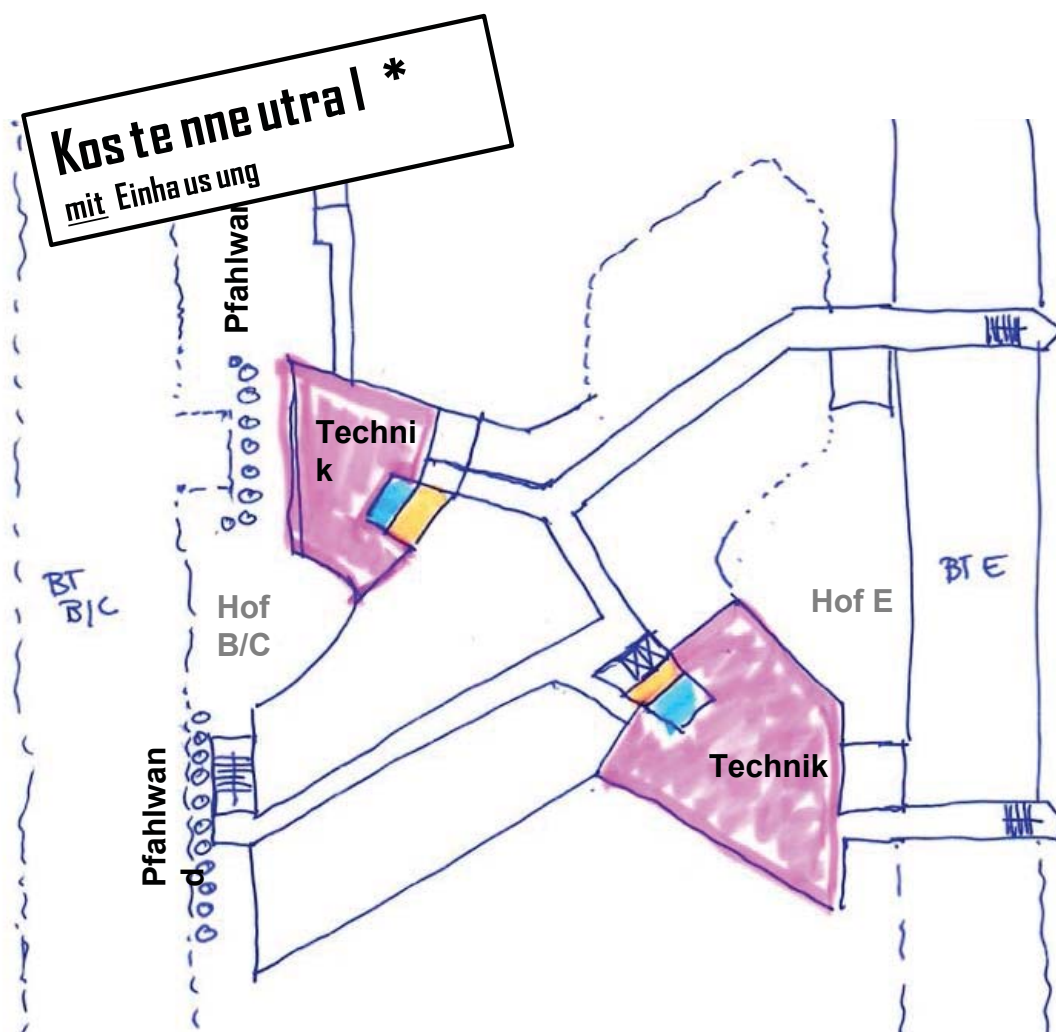 Kostenneutral *
mit Einhausung
Pfahlwan
Techni
k
BT
B/C
Hof
B/C
Hof E
BT E
Technik
Pfahlwan
d